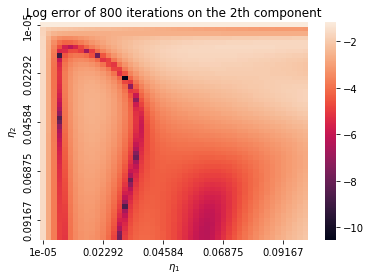 Log error of 800 iterations on the 2th component
1e-05
0.02292
0.04584
0.06875
0.09167
η₂
1e-05
0.02292
0.04584
0.06875
0.09167
η₁
−2
−4
−6
−8
−10